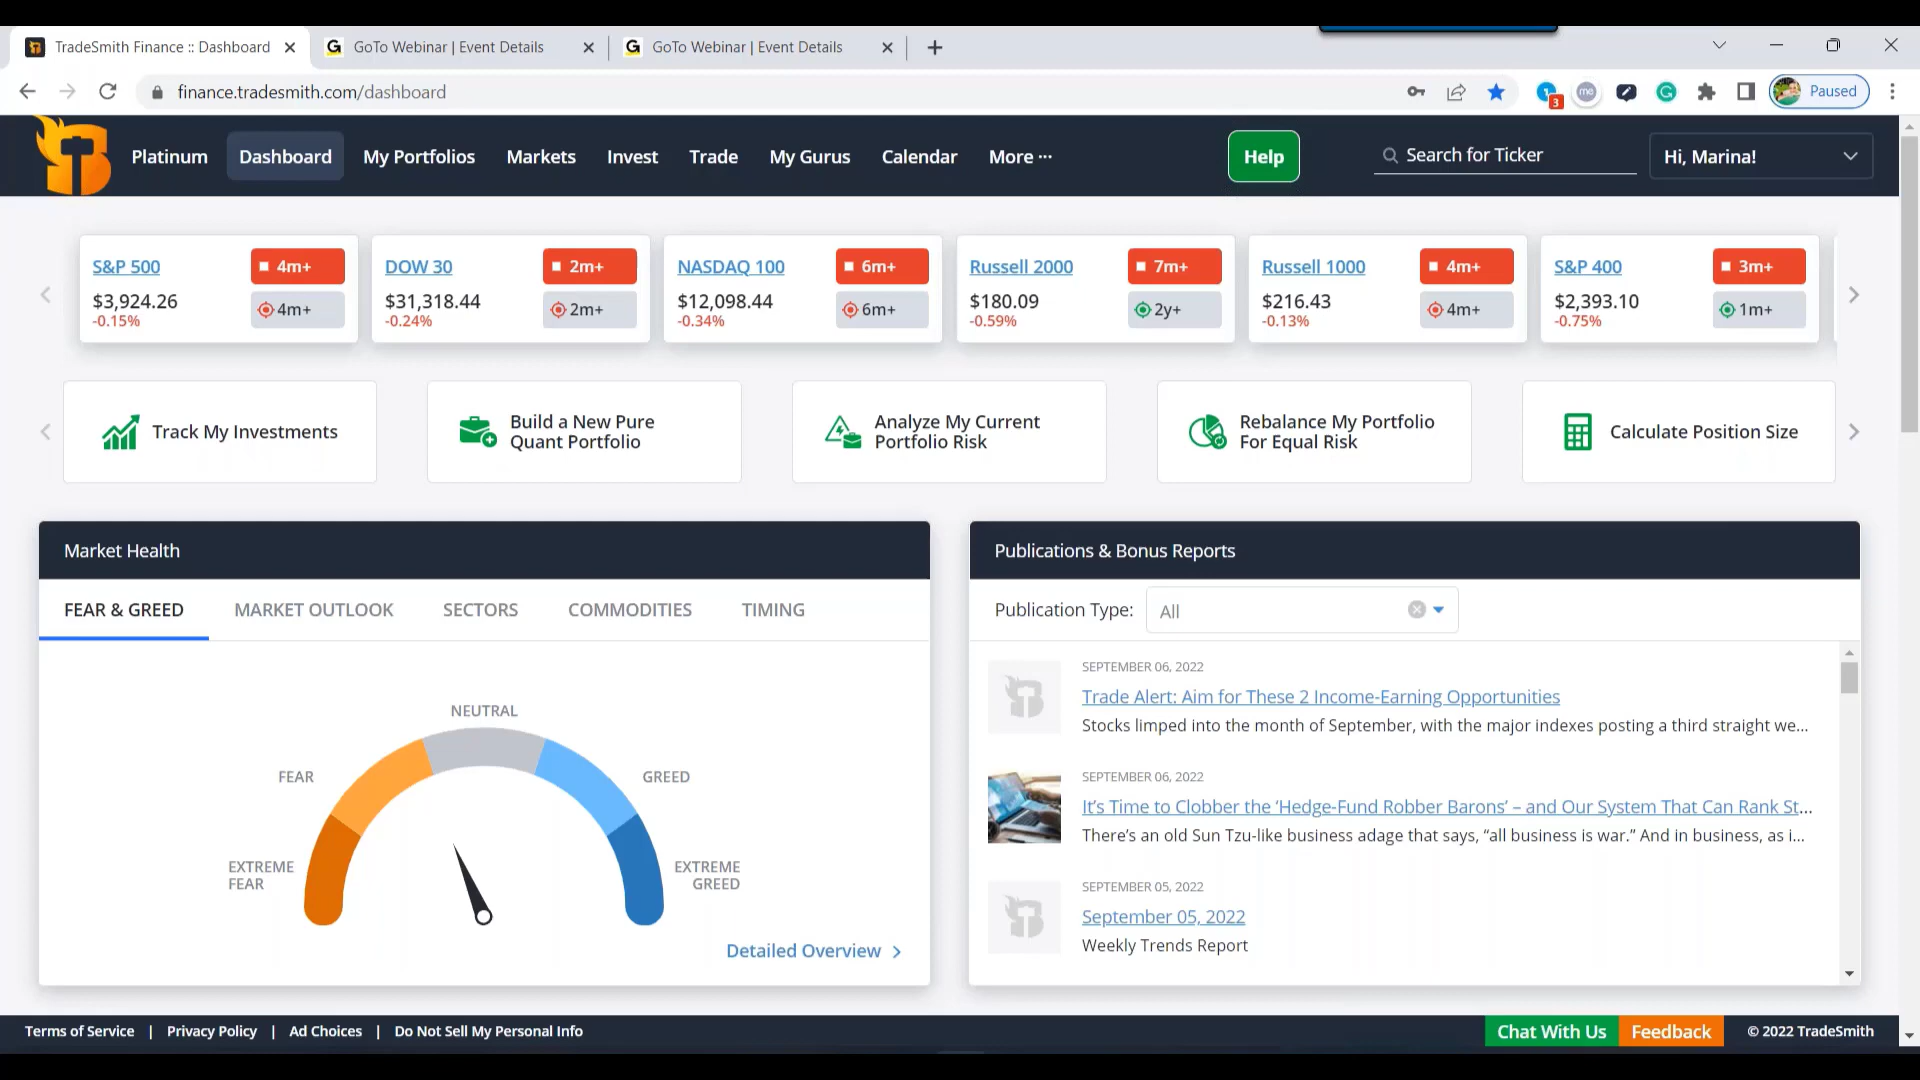 TradeSmith Finance :: Dashboard
GoTo Webinar | Event Details
GoTo Webinar | Event Details
finance.tradesmith.com/dashboard
3
Paused
Platinum
Dashboard
My Portfolios
Markets
Invest
Trade
My Gurus
Calendar
More ···
Help
Search for Ticker
Hi, Marina!
S&P 500
4m+
$3,924.26
-0.15%
4m+
DOW 30
2m+
$31,318.44
-0.24%
2m+
NASDAQ 100
6m+
$12,098.44
-0.34%
6m+
Russell 2000
7m+
$180.09
-0.59%
2y+
Russell 1000
4m+
$216.43
-0.13%
4m+
S&P 400
3m+
$2,393.10
-0.75%
1m+
Track My Investments
Build a New Pure
Quant Portfolio
Analyze My Current
Portfolio Risk
Rebalance My Portfolio
For Equal Risk
Calculate Position Size
Market Health
FEAR & GREED
MARKET OUTLOOK
SECTORS
COMMODITIES
TIMING
NEUTRAL
FEAR
GREED
EXTREME
FEAR
EXTREME
GREED
Detailed Overview
Publications & Bonus Reports
Publication Type:
All
SEPTEMBER 06, 2022
Trade Alert: Aim for These 2 Income-Earning Opportunities
Stocks limped into the month of September, with the major indexes posting a third straight we...
SEPTEMBER 06, 2022
It’s Time to Clobber the ‘Hedge-Fund Robber Barons’ – and Our System That Can Rank St...
There’s an old Sun Tzu-like business adage that says, “all business is war.” And in business, as i...
SEPTEMBER 05, 2022
September 05, 2022
Weekly Trends Report
Terms of Service | Privacy Policy | Ad Choices | Do Not Sell My Personal Info
Chat With Us
Feedback
© 2022 TradeSmith